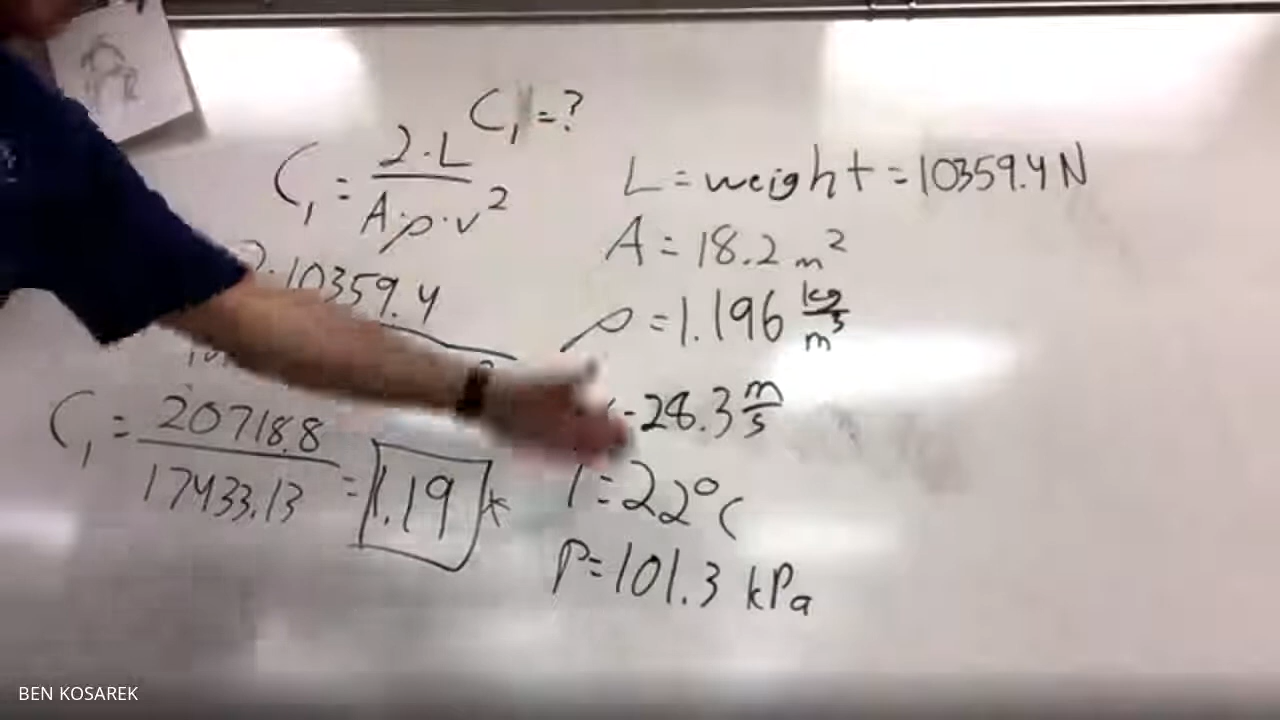 C₁ = ?
C₁ = 2·L / A·ρ·v²
2·10359.4
C₁ = 20718.8 / 17433.13 = 1.19 *
L = weight = 10359.4 N
A = 18.2 m²
ρ = 1.196 kg/m³
28.3 m/s
T = 22°C
P = 101.3 kPa
BEN KOSAREK